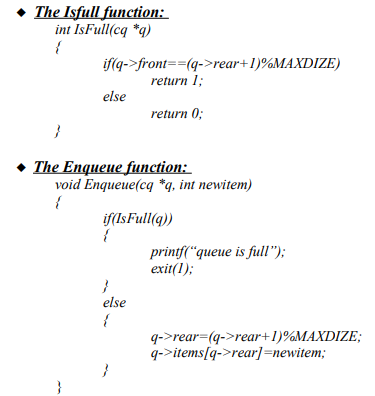 ◆ The Isfull function:
int IsFull(cq *q)
{
if(q->front==(q->rear+1)%MAXDIZE)
return 1;
else
return 0;
}
◆ The Enqueue function:
void Enqueue(cq *q, int newitem)
{
if(IsFull(q))
{
printf(“queue is full”);
exit(1);
}
else
{
q->rear=(q->rear+1)%MAXDIZE;
q->items[q->rear]=newitem;
}
}